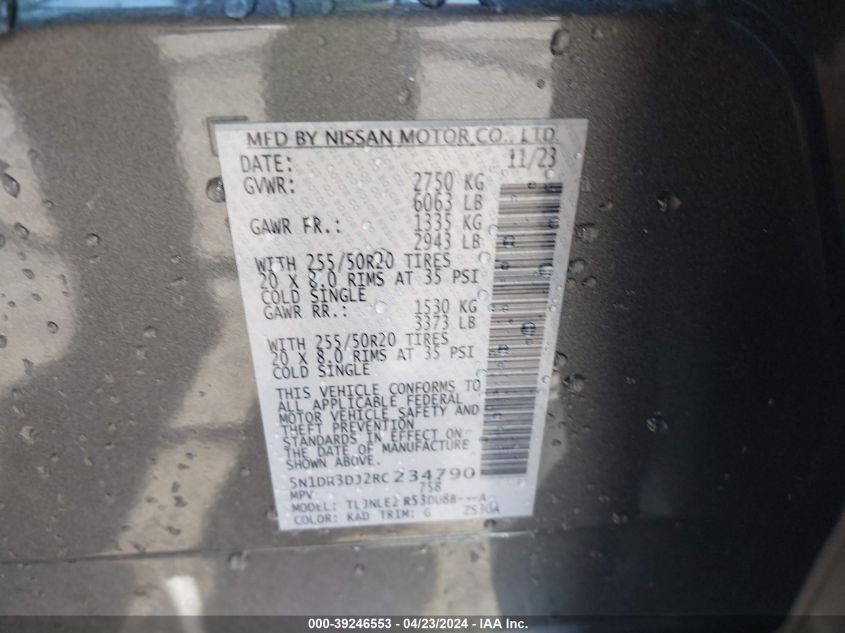 MFD BY NISSAN MOTOR CO., LTD.
DATE: 11/23
GVWR: 2750 KG
6063 LB
GAWR FR.: 1335 KG
2943 LB
WITH 255/50R20 TIRES
20 X 8.0 RIMS AT 35 PSI
COLD SINGLE
GAWR RR.: 1530 KG
3373 LB
WITH 255/50R20 TIRES
20 X 8.0 RIMS AT 35 PSI
COLD SINGLE
THIS VEHICLE CONFORMS TO
ALL APPLICABLE FEDERAL
MOTOR VEHICLE SAFETY AND
THEFT PREVENTION
STANDARDS IN EFFECT ON
THE DATE OF MANUFACTURE
SHOWN ABOVE.
5N1DR3DJ2RC234790
MPV 758
MODEL: TL3NLE2 R53DUBB---A-
COLOR: KAD TRIM: G
000-39246553 - 04/23/2024 - IAA Inc.